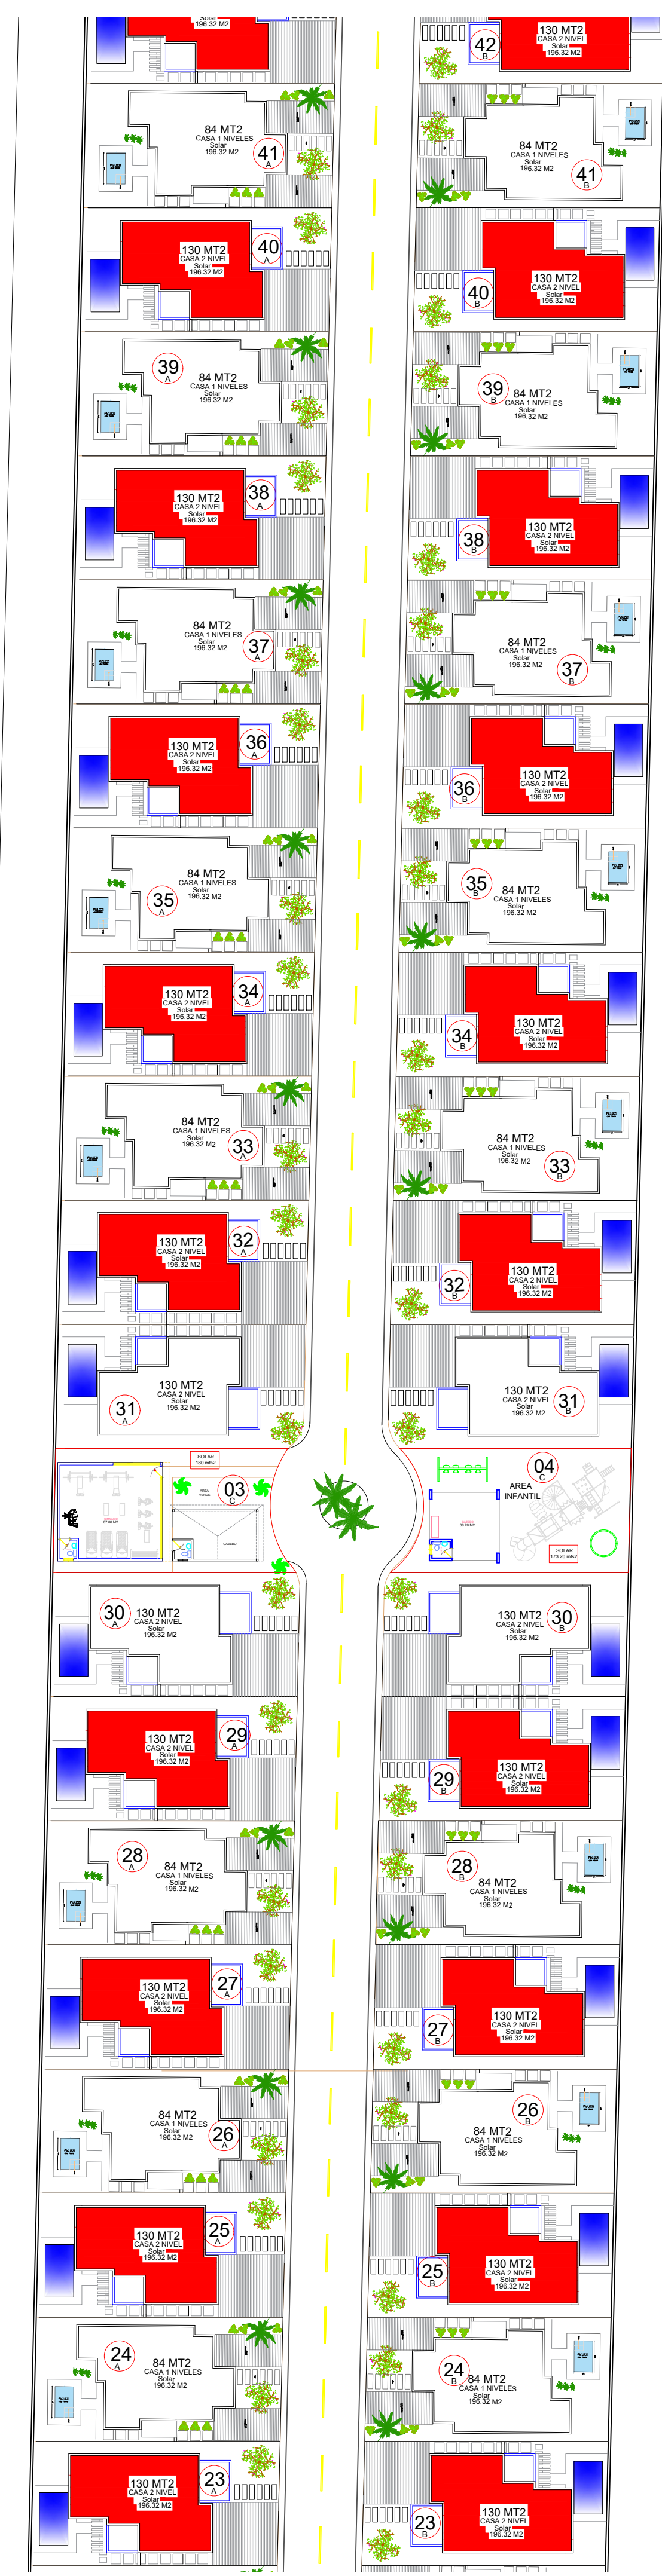 Solar
196.32 M2
130 MT2
CASA 2 NIVEL
Solar
196.32 M2
42
B
84 MT2
CASA 1 NIVELES
Solar
196.32 M2
41
A
84 MT2
CASA 1 NIVELES
Solar
196.32 M2
41
B
130 MT2
CASA 2 NIVEL
Solar
196.32 M2
40
A
130 MT2
CASA 2 NIVEL
Solar
196.32 M2
40
B
39
A
84 MT2
CASA 1 NIVELES
Solar
196.32 M2
39
B
84 MT2
CASA 1 NIVELES
Solar
196.32 M2
130 MT2
CASA 2 NIVEL
Solar
196.32 M2
38
A
130 MT2
CASA 2 NIVEL
Solar
196.32 M2
38
B
84 MT2
CASA 1 NIVELES
Solar
196.32 M2
37
A
84 MT2
CASA 1 NIVELES
Solar
196.32 M2
37
B
130 MT2
CASA 2 NIVEL
Solar
196.32 M2
36
A
130 MT2
CASA 2 NIVEL
Solar
196.32 M2
36
B
84 MT2
CASA 1 NIVELES
Solar
196.32 M2
35
A
35
B
84 MT2
CASA 1 NIVELES
Solar
196.32 M2
130 MT2
CASA 2 NIVEL
Solar
196.32 M2
34
A
130 MT2
CASA 2 NIVEL
Solar
196.32 M2
34
B
84 MT2
CASA 1 NIVELES
Solar
196.32 M2
33
A
84 MT2
CASA 1 NIVELES
Solar
196.32 M2
33
B
130 MT2
CASA 2 NIVEL
Solar
196.32 M2
32
A
130 MT2
CASA 2 NIVEL
Solar
196.32 M2
32
B
130 MT2
CASA 2 NIVEL
Solar
196.32 M2
31
A
130 MT2
CASA 2 NIVEL
Solar
196.32 M2
31
B
SOLAR
180 mts2
03
C
AREA
VERDE
GAZEBO
04
C
AREA
INFANTIL
SOLAR
173.20 mts2
30
A
130 MT2
CASA 2 NIVEL
Solar
196.32 M2
130 MT2
CASA 2 NIVEL
Solar
196.32 M2
30
B
130 MT2
CASA 2 NIVEL
Solar
196.32 M2
29
A
130 MT2
CASA 2 NIVEL
Solar
196.32 M2
29
B
28
A
84 MT2
CASA 1 NIVELES
Solar
196.32 M2
28
B
84 MT2
CASA 1 NIVELES
Solar
196.32 M2
130 MT2
CASA 2 NIVEL
Solar
196.32 M2
27
A
130 MT2
CASA 2 NIVEL
Solar
196.32 M2
27
B
84 MT2
CASA 1 NIVELES
Solar
196.32 M2
26
A
26
B
84 MT2
CASA 1 NIVELES
Solar
196.32 M2
130 MT2
CASA 2 NIVEL
Solar
196.32 M2
25
A
130 MT2
CASA 2 NIVEL
Solar
196.32 M2
25
B
24
A
84 MT2
CASA 1 NIVELES
Solar
196.32 M2
24
B
84 MT2
CASA 1 NIVELES
Solar
196.32 M2
130 MT2
CASA 2 NIVEL
Solar
196.32 M2
23
A
130 MT2
CASA 2 NIVEL
Solar
196.32 M2
23
B